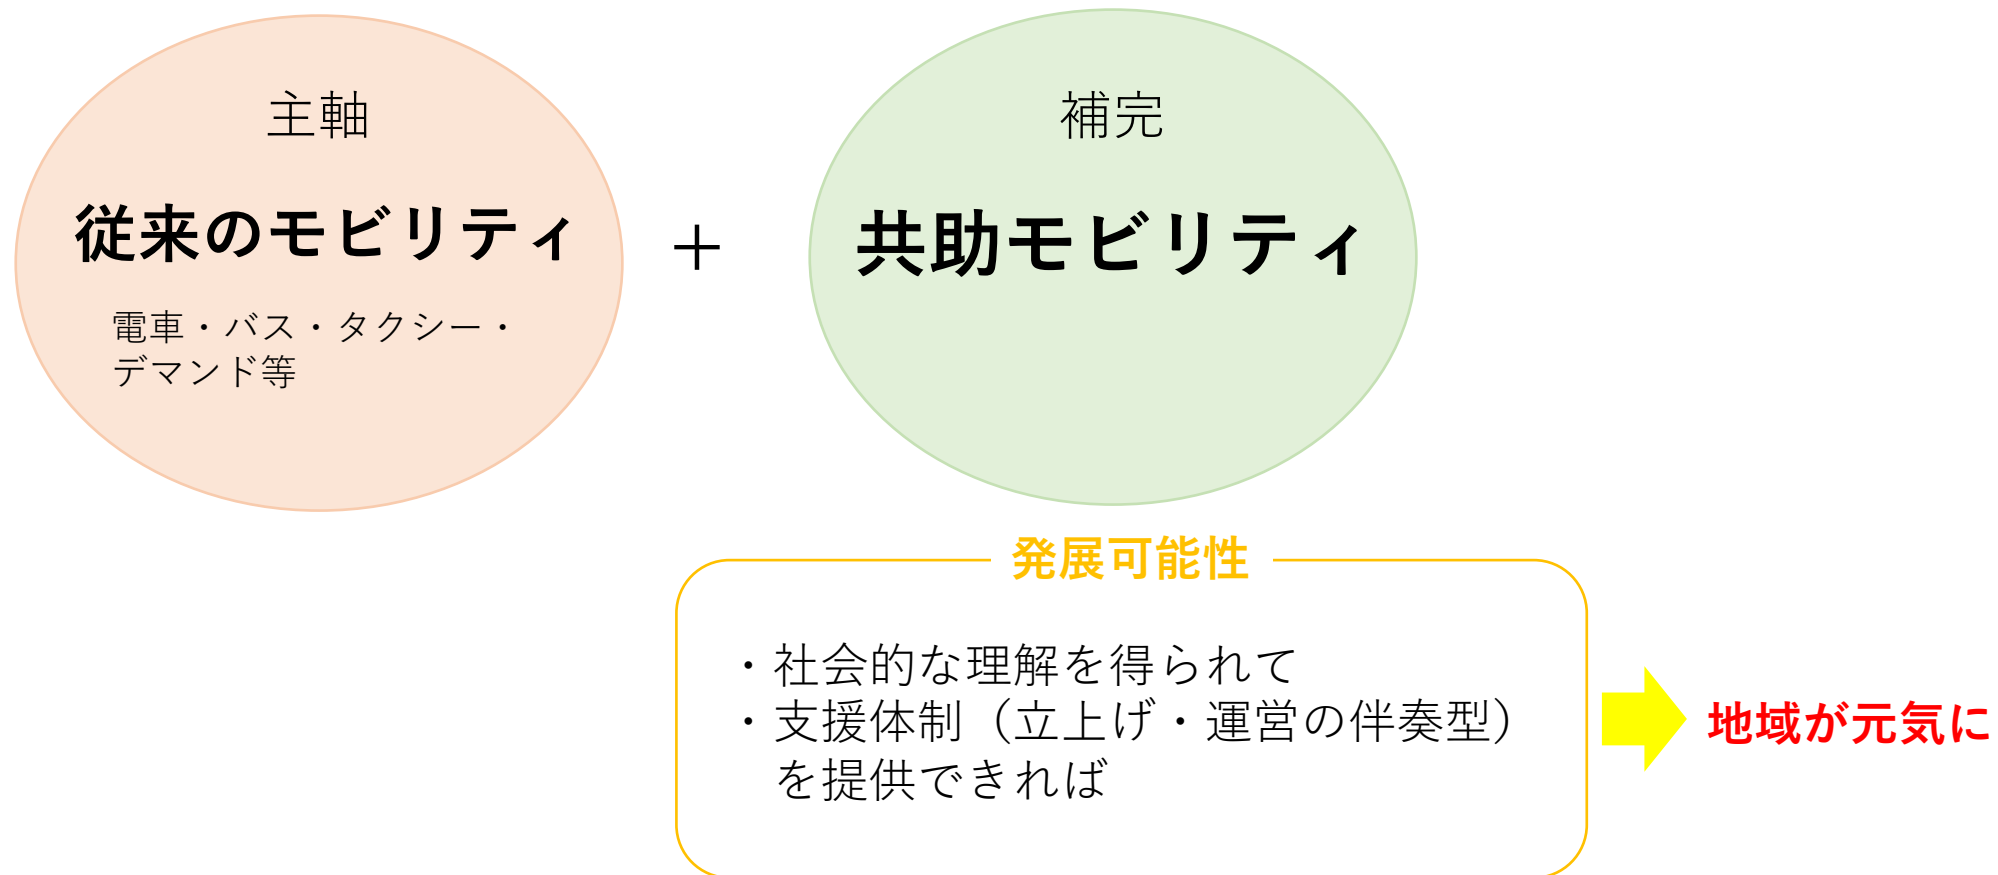 主軸
従来のモビリティ
電車・バス・タクシー・
デマンド等
＋
補完
共助モビリティ
発展可能性
・社会的な理解を得られて
・支援体制（立上げ・運営の伴奏型）
を提供できれば
地域が元気に